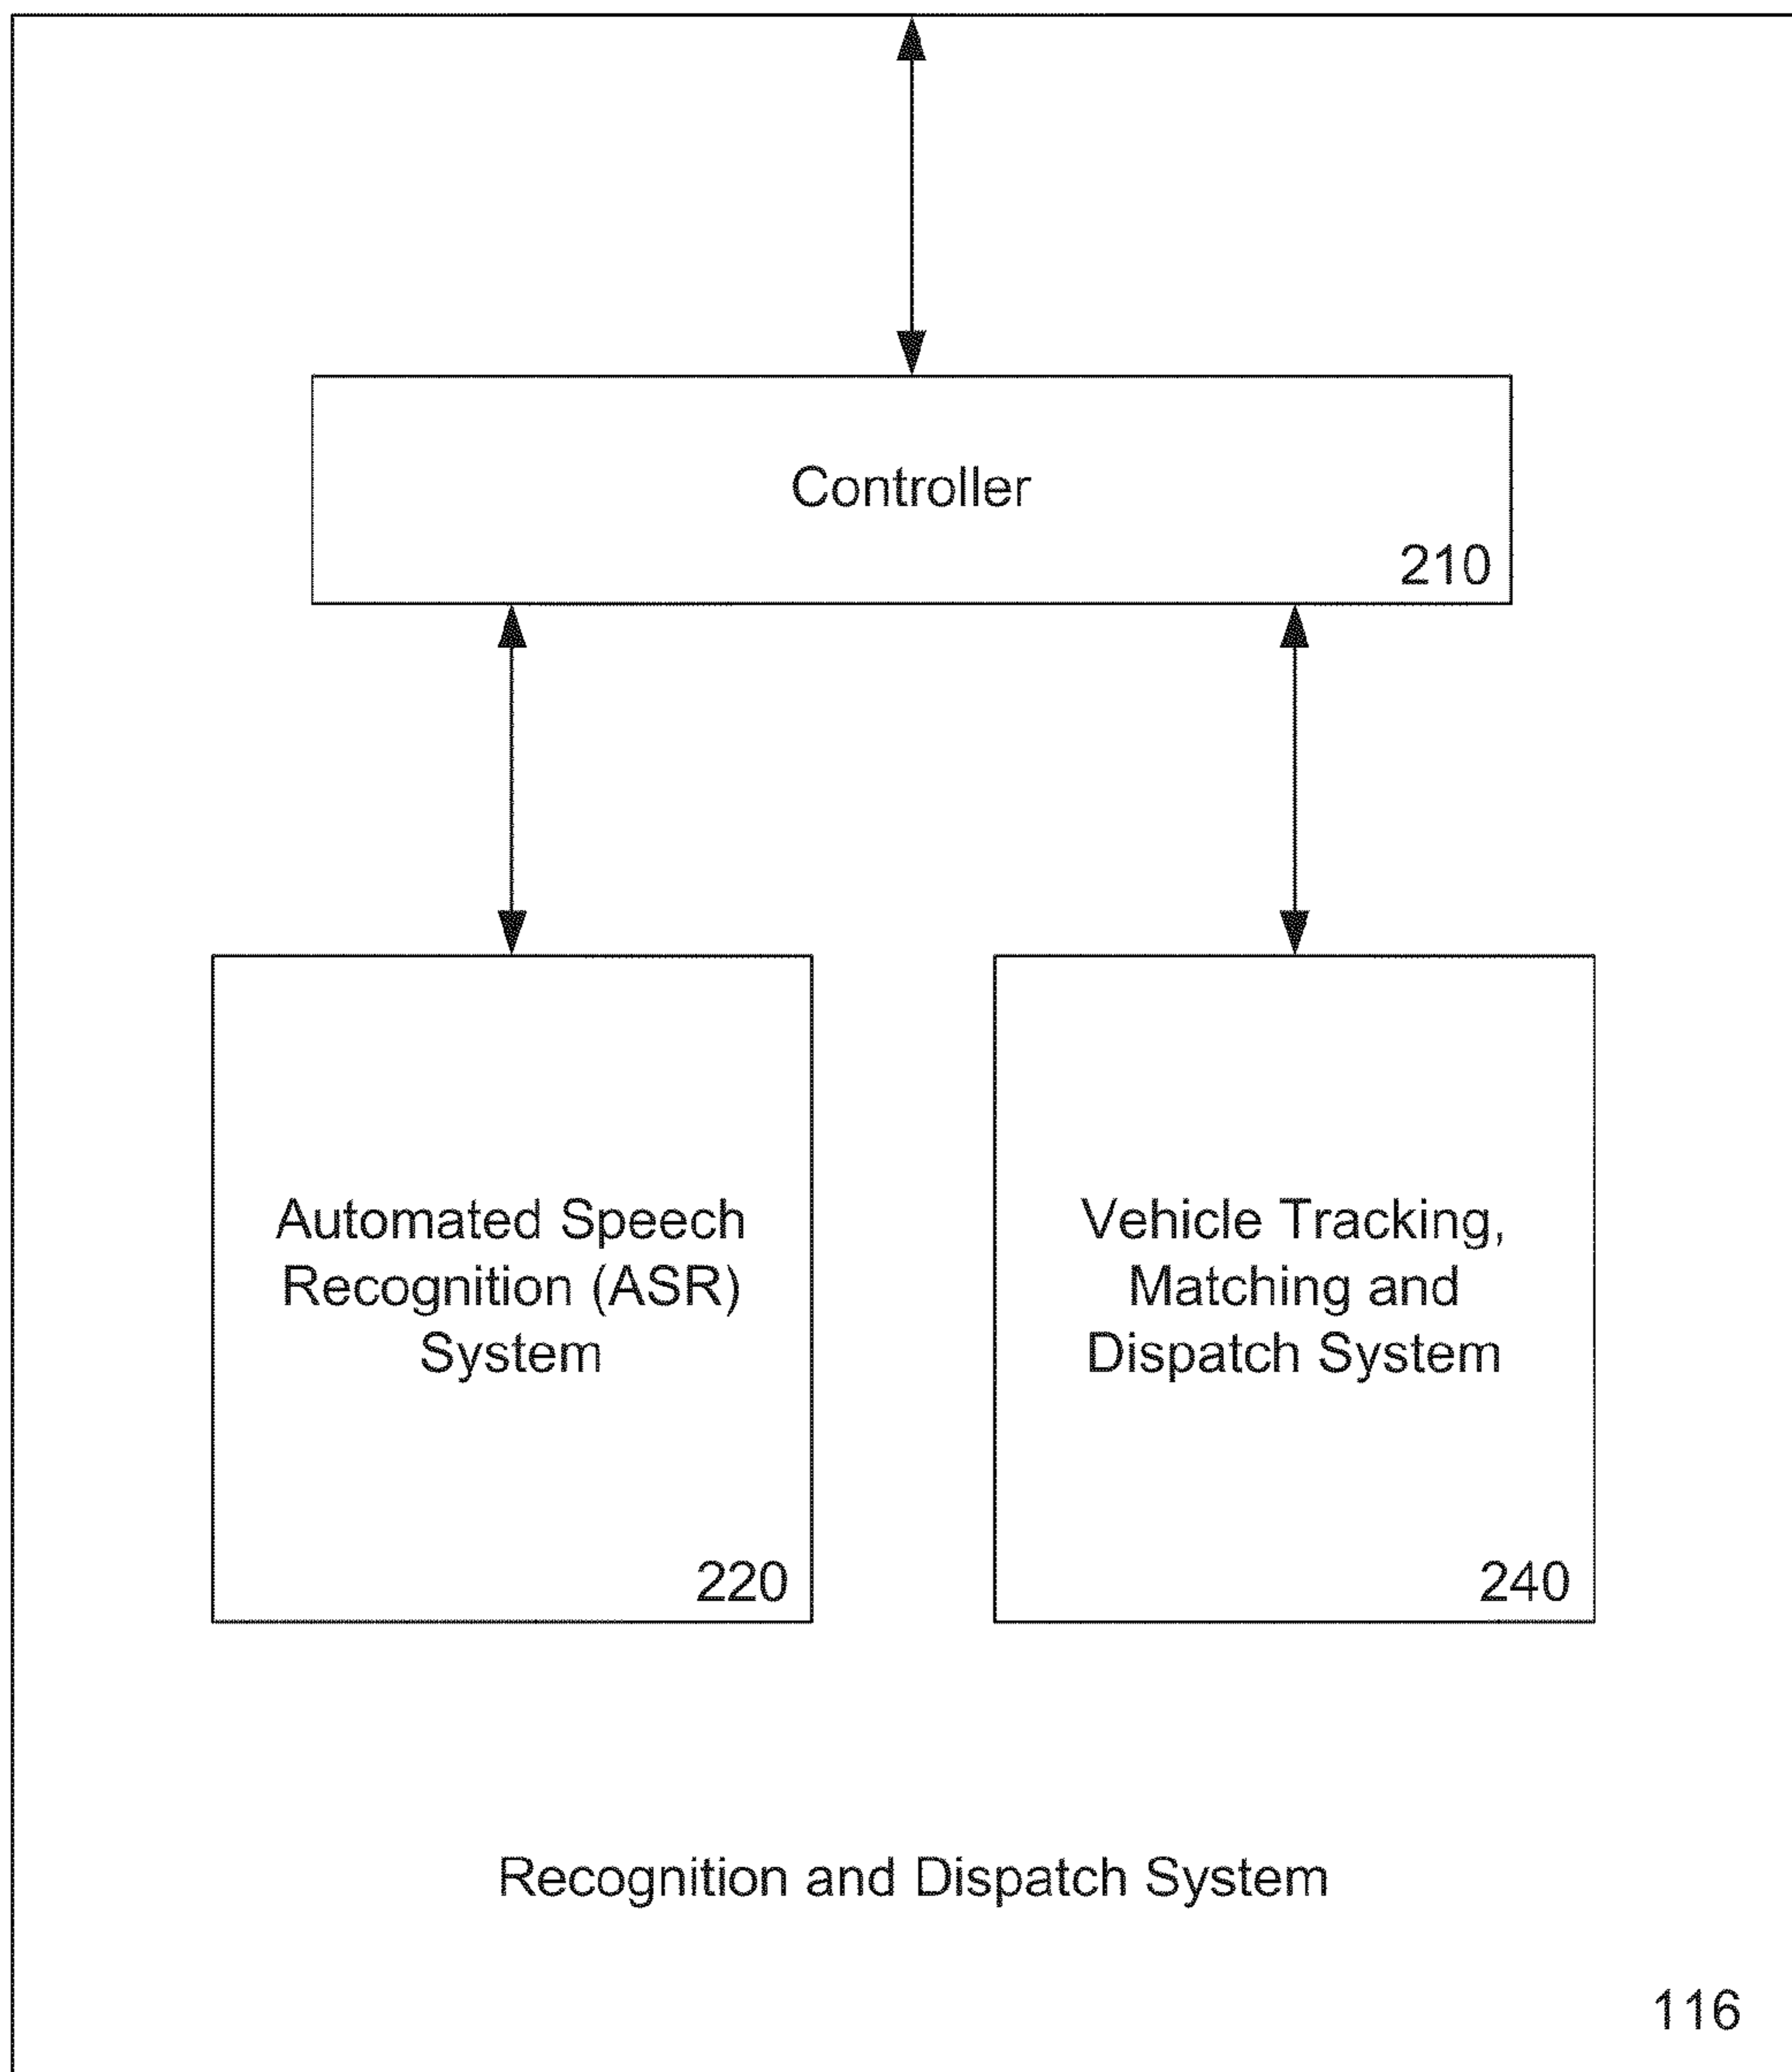 Controller
210
Automated Speech
Recognition (ASR)
System
220
Vehicle Tracking,
Matching and
Dispatch System
240
Recognition and Dispatch System
116